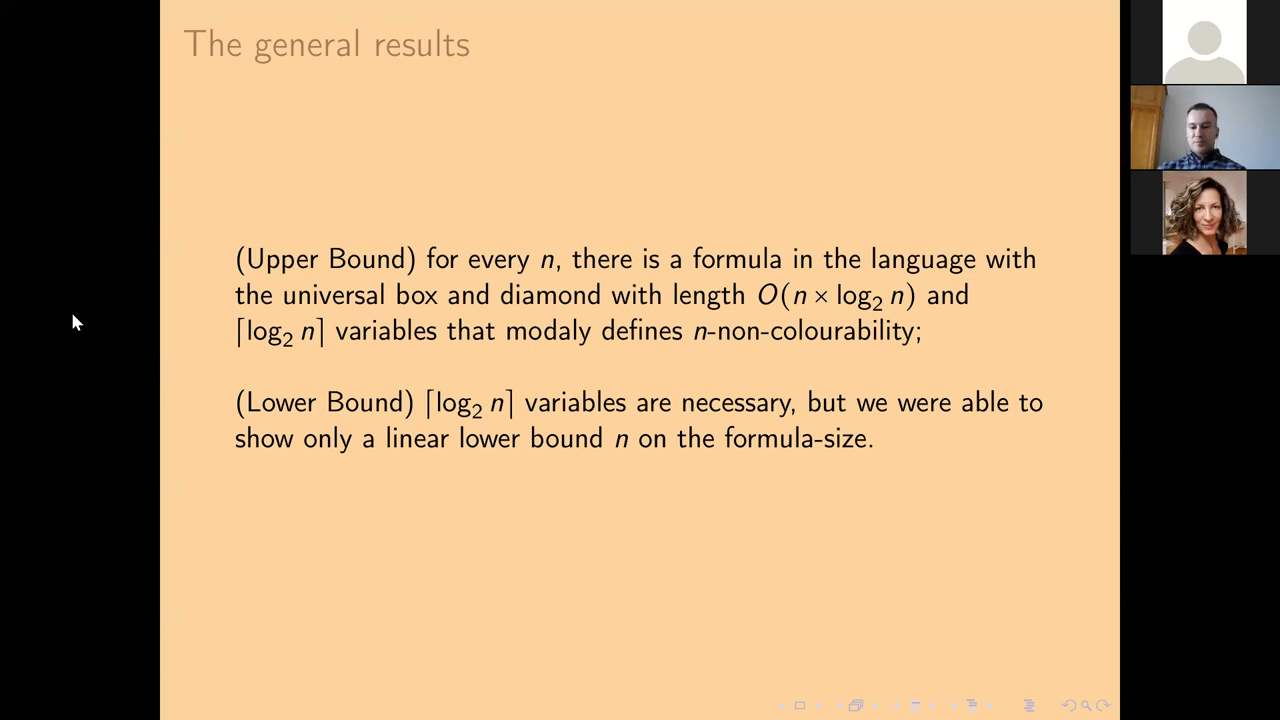 The general results
(Upper Bound) for every n, there is a formula in the language with
the universal box and diamond with length O(n × log₂ n) and
⌈log₂ n⌉ variables that modaly defines n-non-colourability;
(Lower Bound) ⌈log₂ n⌉ variables are necessary, but we were able to
show only a linear lower bound n on the formula-size.